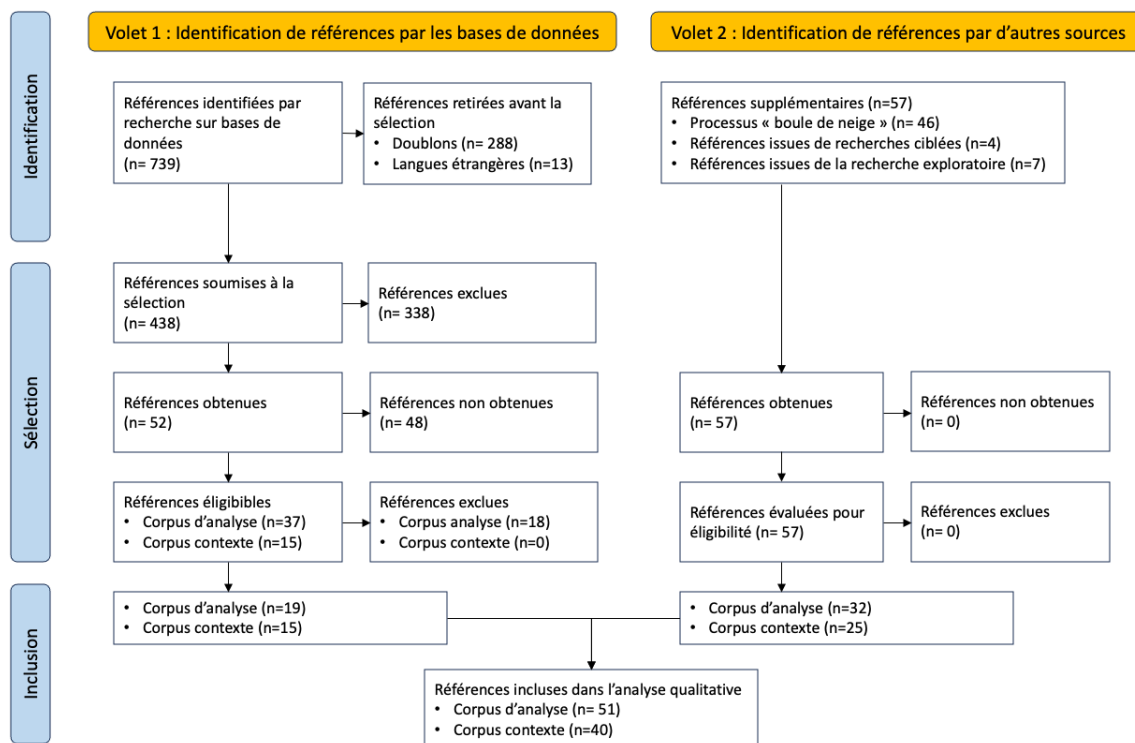 Volet 1 : Identification de références par les bases de données
Volet 2 : Identification de références par d'autres sources
Identification
Références identifiées par
recherche sur bases de
données
(n= 739)
Références retirées avant la
sélection
• Doublons (n= 288)
• Langues étrangères (n=13)
Références supplémentaires (n=57)
• Processus « boule de neige » (n= 46)
• Références issues de recherches ciblées (n=4)
• Références issues de la recherche exploratoire (n=7)
Sélection
Références soumises à la
sélection
(n= 438)
Références exclues
(n= 338)
Références obtenues
(n= 52)
Références non obtenues
(n= 48)
Références obtenues
(n= 57)
Références non obtenues
(n= 0)
Références éligibles
• Corpus d'analyse (n=37)
• Corpus contexte (n=15)
Références exclues
• Corpus analyse (n=18)
• Corpus contexte (n=0)
Références évaluées pour
éligibilité (n= 57)
Références exclues
(n= 0)
Inclusion
• Corpus d'analyse (n=19)
• Corpus contexte (n=15)
• Corpus d'analyse (n=32)
• Corpus contexte (n=25)
Références incluses dans l'analyse qualitative
• Corpus d'analyse (n= 51)
• Corpus contexte (n=40)